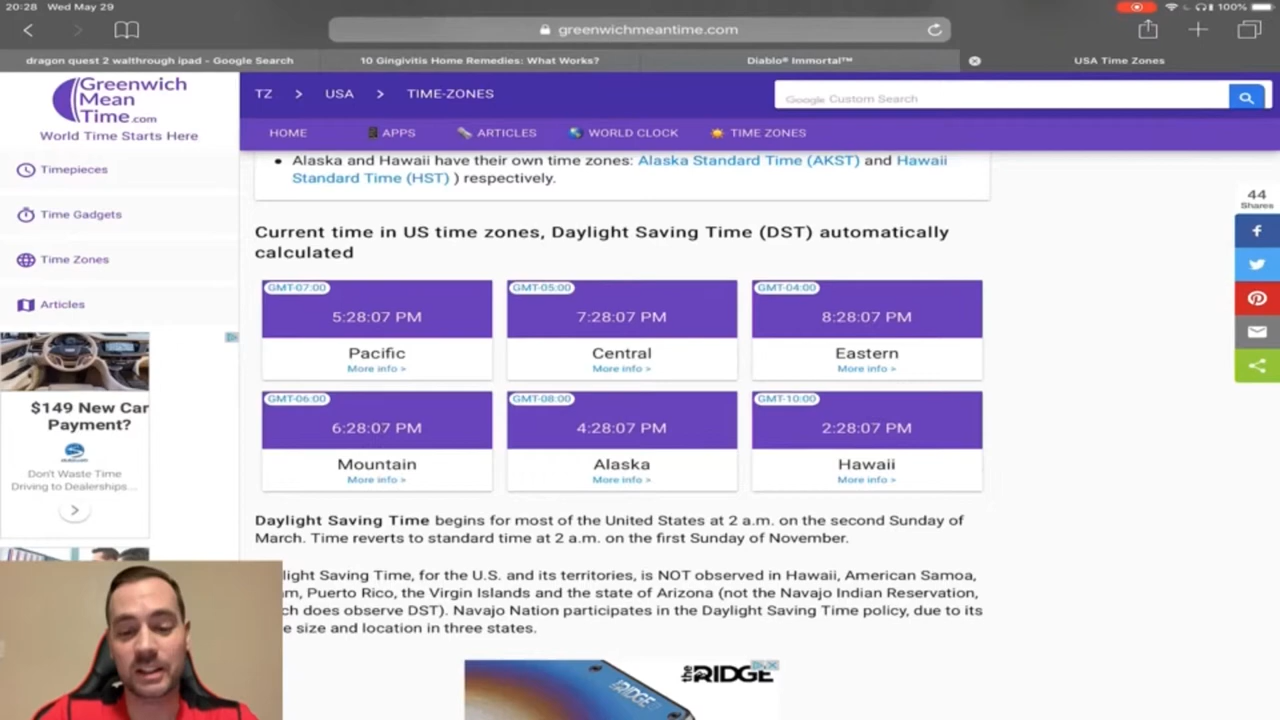 20:28 Wed May 29
100%
greenwichmeantime.com
dragon quest 2 walthrough ipad - Google Search
10 Gingivitis Home Remedies: What Works?
Diablo® Immortal™
USA Time Zones
Greenwich
Mean
Time.com
World Time Starts Here
TZ > USA > TIME-ZONES
Google Custom Search
HOME
APPS
ARTICLES
WORLD CLOCK
TIME ZONES
Timepieces
Time Gadgets
Time Zones
Articles
• Alaska and Hawaii have their own time zones: Alaska Standard Time (AKST) and Hawaii
Standard Time (HST) ) respectively.
44
Shares
Current time in US time zones, Daylight Saving Time (DST) automatically
calculated
GMT-07:00
5:28:07 PM
Pacific
More info >
GMT-05:00
7:28:07 PM
Central
More info >
GMT-04:00
8:28:07 PM
Eastern
More info >
GMT-06:00
6:28:07 PM
Mountain
More info >
GMT-08:00
4:28:07 PM
Alaska
More info >
GMT-10:00
2:28:07 PM
Hawaii
More info >
$149 New Car
Payment?
Don't Waste Time
Driving to Dealerships...
Daylight Saving Time begins for most of the United States at 2 a.m. on the second Sunday of
March. Time reverts to standard time at 2 a.m. on the first Sunday of November.
light Saving Time, for the U.S. and its territories, is NOT observed in Hawaii, American Samoa,
m, Puerto Rico, the Virgin Islands and the state of Arizona (not the Navajo Indian Reservation,
ch does observe DST). Navajo Nation participates in the Daylight Saving Time policy, due to its
e size and location in three states.
the RIDGE
the RIDGE